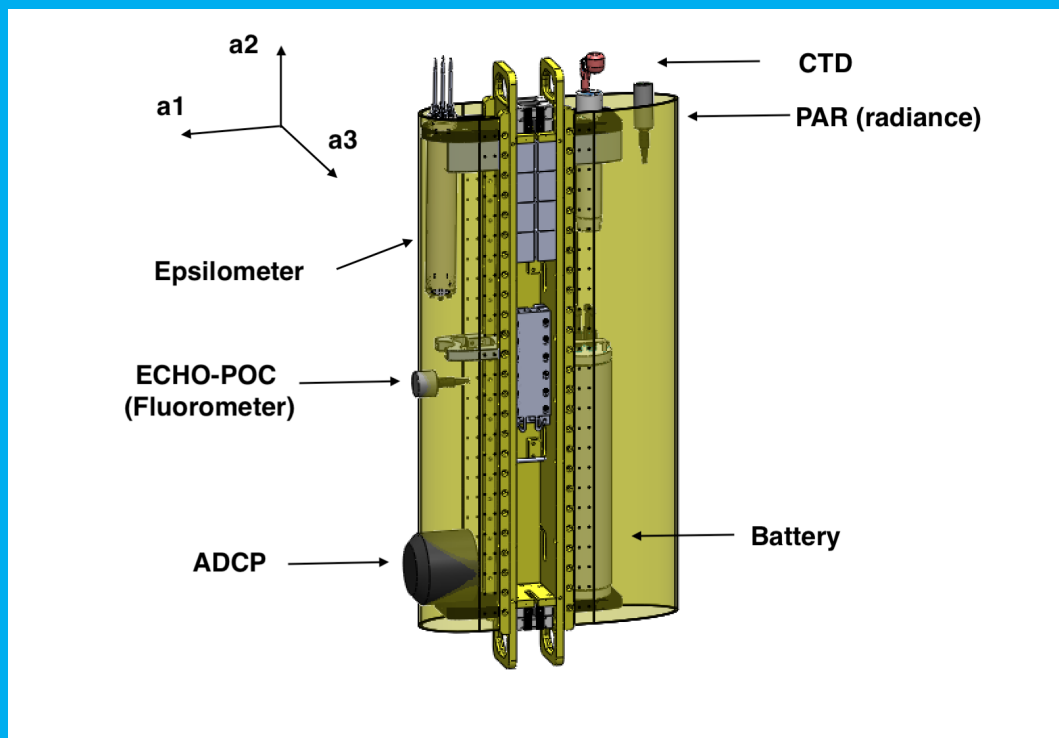 a2
a1
a3
CTD
PAR (radiance)
Epsilometer
ECHO-POC
(Fluorometer)
ADCP
Battery